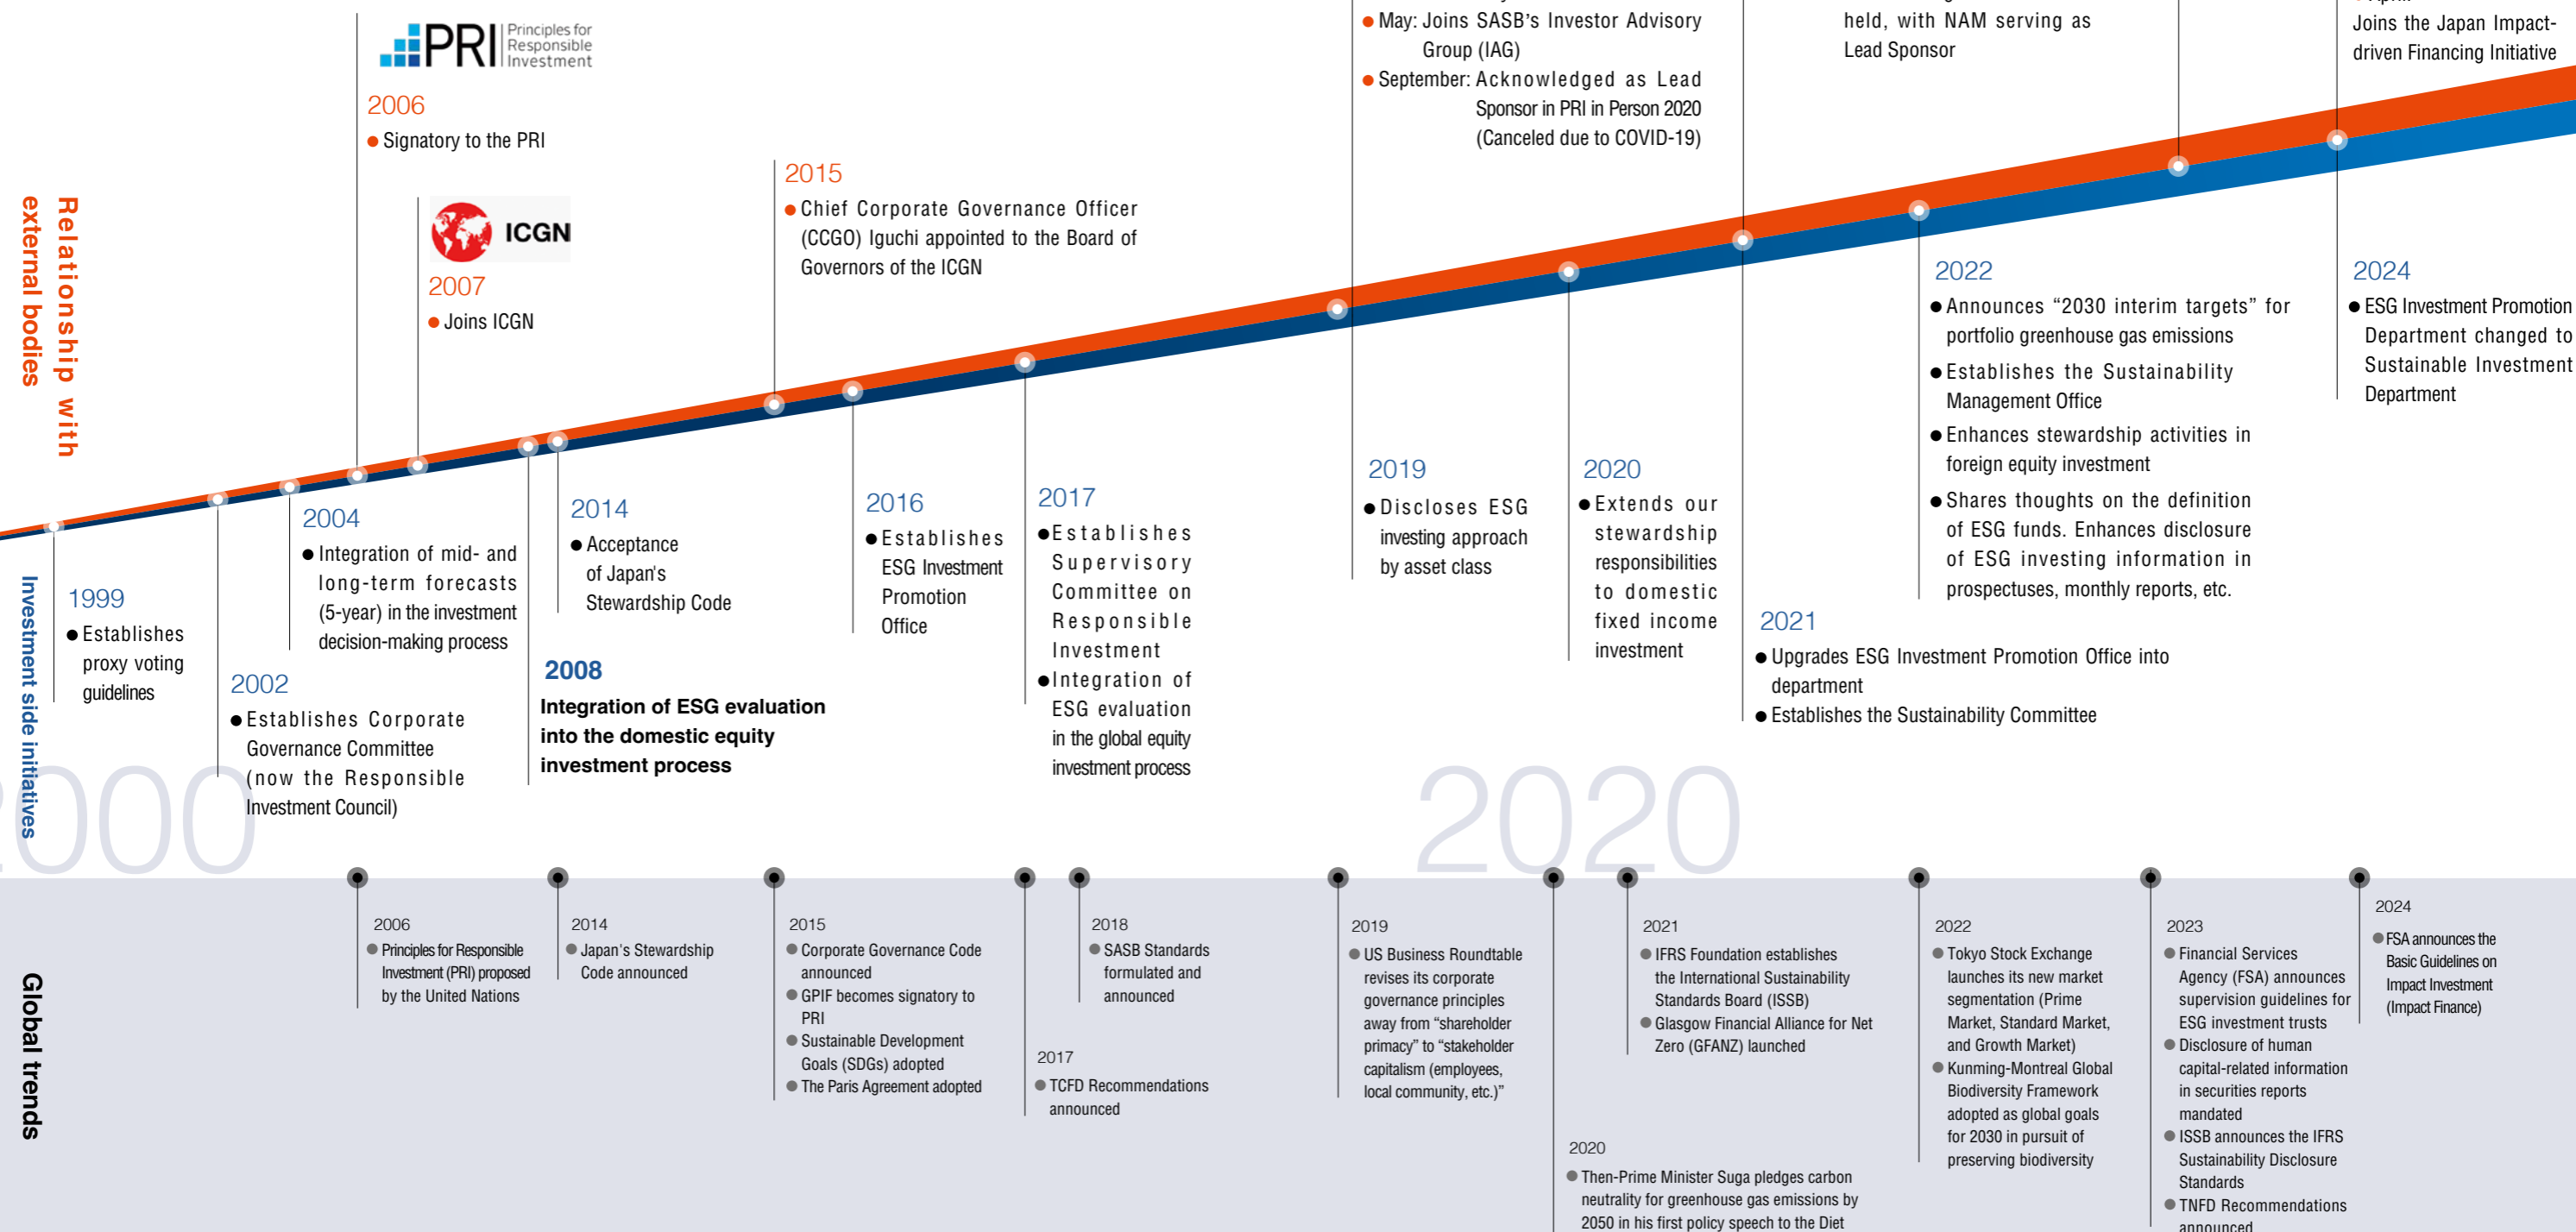 PRI
Principles for
Responsible
Investment
2006
● Signatory to the PRI
ICGN
2007
● Joins ICGN
2015
● Chief Corporate Governance Officer
(CCGO) Iguchi appointed to the Board of
Governors of the ICGN
● May: Joins SASB's Investor Advisory
Group (IAG)
● September: Acknowledged as Lead
Sponsor in PRI in Person 2020
(Canceled due to COVID-19)
held, with NAM serving as
Lead Sponsor
Joins the Japan Impact-
driven Financing Initiative
Relationship with
external bodies
Investment side initiatives
1999
● Establishes
proxy voting
guidelines
2002
● Establishes Corporate
Governance Committee
(now the Responsible
Investment Council)
2004
● Integration of mid- and
long-term forecasts
(5-year) in the investment
decision-making process
2008
Integration of ESG evaluation
into the domestic equity
investment process
2014
● Acceptance
of Japan's
Stewardship Code
2016
● Establishes
ESG Investment
Promotion
Office
2017
● Establishes
Supervisory
Committee on
Responsible
Investment
● Integration of
ESG evaluation
in the global equity
investment process
2019
● Discloses ESG
investing approach
by asset class
2020
● Extends our
stewardship
responsibilities
to domestic
fixed income
investment
2021
● Upgrades ESG Investment Promotion Office into
department
● Establishes the Sustainability Committee
2022
● Announces “2030 interim targets” for
portfolio greenhouse gas emissions
● Establishes the Sustainability
Management Office
● Enhances stewardship activities in
foreign equity investment
● Shares thoughts on the definition
of ESG funds. Enhances disclosure
of ESG investing information in
prospectuses, monthly reports, etc.
2024
● ESG Investment Promotion
Department changed to
Sustainable Investment
Department
2000
2020
Global trends
2006
● Principles for Responsible
Investment (PRI) proposed
by the United Nations
2014
● Japan's Stewardship
Code announced
2015
● Corporate Governance Code
announced
● GPIF becomes signatory to
PRI
● Sustainable Development
Goals (SDGs) adopted
● The Paris Agreement adopted
2017
● TCFD Recommendations
announced
2018
● SASB Standards
formulated and
announced
2019
● US Business Roundtable
revises its corporate
governance principles
away from “shareholder
primacy” to “stakeholder
capitalism (employees,
local community, etc.)”
2020
● Then-Prime Minister Suga pledges carbon
neutrality for greenhouse gas emissions by
2050 in his first policy speech to the Diet
2021
● IFRS Foundation establishes
the International Sustainability
Standards Board (ISSB)
● Glasgow Financial Alliance for Net
Zero (GFANZ) launched
2022
● Tokyo Stock Exchange
launches its new market
segmentation (Prime
Market, Standard Market,
and Growth Market)
● Kunming-Montreal Global
Biodiversity Framework
adopted as global goals
for 2030 in pursuit of
preserving biodiversity
2023
● Financial Services
Agency (FSA) announces
supervision guidelines for
ESG investment trusts
● Disclosure of human
capital-related information
in securities reports
mandated
● ISSB announces the IFRS
Sustainability Disclosure
Standards
● TNFD Recommendations
announced
2024
● FSA announces the
Basic Guidelines on
Impact Investment
(Impact Finance)